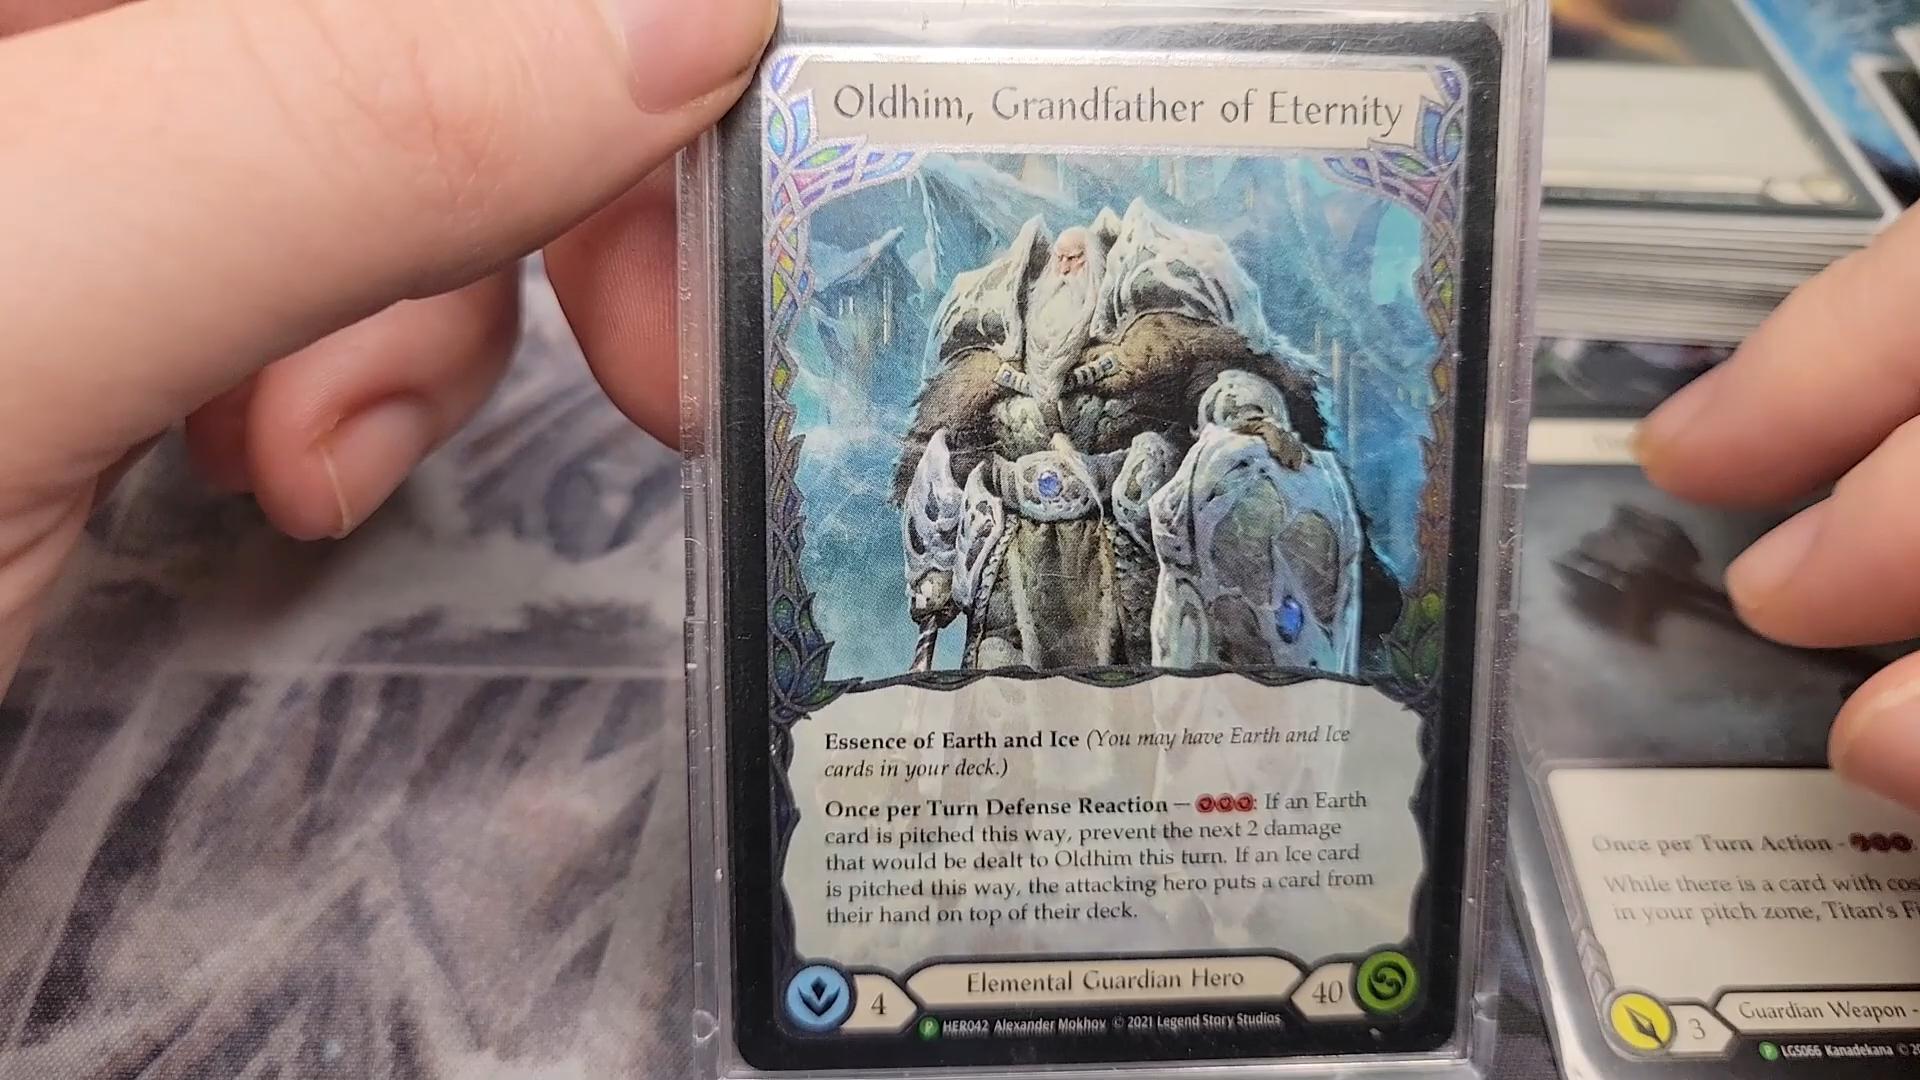 Oldhim, Grandfather of Eternity
Essence of Earth and Ice (You may have Earth and Ice
cards in your deck.)
Once per Turn Defense Reaction — : If an Earth
card is pitched this way, prevent the next 2 damage
that would be dealt to Oldhim this turn. If an Ice card
is pitched this way, the attacking hero puts a card from
their hand on top of their deck.
4
Elemental Guardian Hero
40
P HER042 Alexander Mokhov © 2021 Legend Story Studios
Once per Turn Action -
While there is a card with
in your pitch zone, Titan's
3
Guardian Weapon -
P LGS066 Kanadekana ©